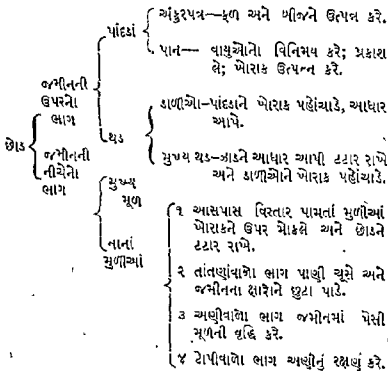 અંકુરપત્ર—ફળ અને બીજને ઉત્પન્ન કરે.
પાંદડાં
પાન— વાયુઓનો વિનિમય કરે; પ્રકાશ
લે; ખોરાક ઉત્પન્ન કરે.
જમીનની
ઉપરનો
ભાગ
ડાળીઓ—પાંદડાને ખોરાક પહોંચાડે, આધાર
આપે.
થડ
મુખ્ય થડ—ઝાડને આધાર આપી ટટાર રાખે
અને ડાળીઓને ખોરાક પહોંચાડે.
છોડ
જમીનની
નીચેનો
ભાગ
મુખ્ય
મૂળ
નાનાં
મુળીઆં
૧ આસપાસ વિસ્તાર પામતાં મુળીઆં
ખોરાકને ઉપર મોકલે અને છોડને
ટટાર રાખે.
૨ તાંતણાંવાળો ભાગ પાણી ચૂસે અને
જમીનના ક્ષારોને છુટા પાડે.
૩ અણીવાળો ભાગ જમીનમાં પેસી
મૂળની વૃદ્ધિ કરે.
૪ ટોપીવાળો ભાગ અણીનું રક્ષણ કરે.